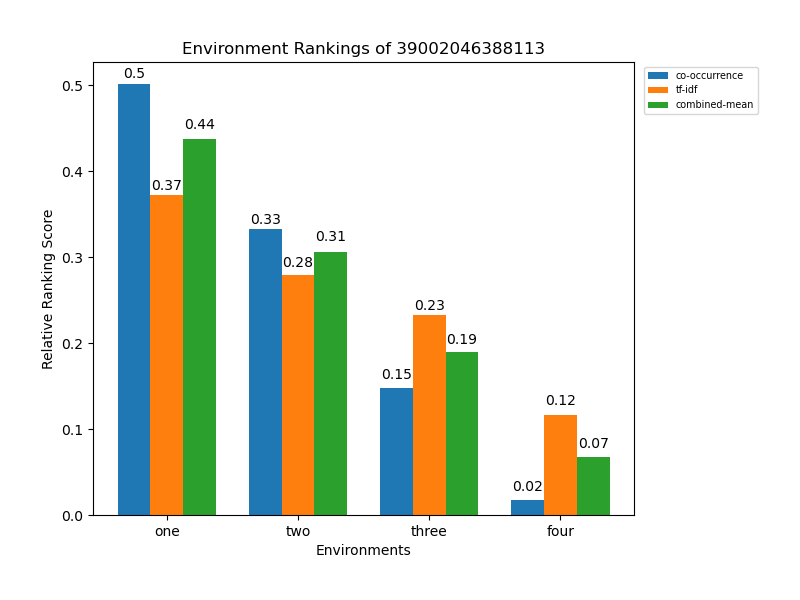 Environment Rankings of 39002046388113
co-occurrence
tf-idf
combined-mean
Relative Ranking Score
0.5
0.4
0.3
0.2
0.1
0.0
0.5
0.37
0.44
0.33
0.28
0.31
0.15
0.23
0.19
0.02
0.12
0.07
one two three four
Environments